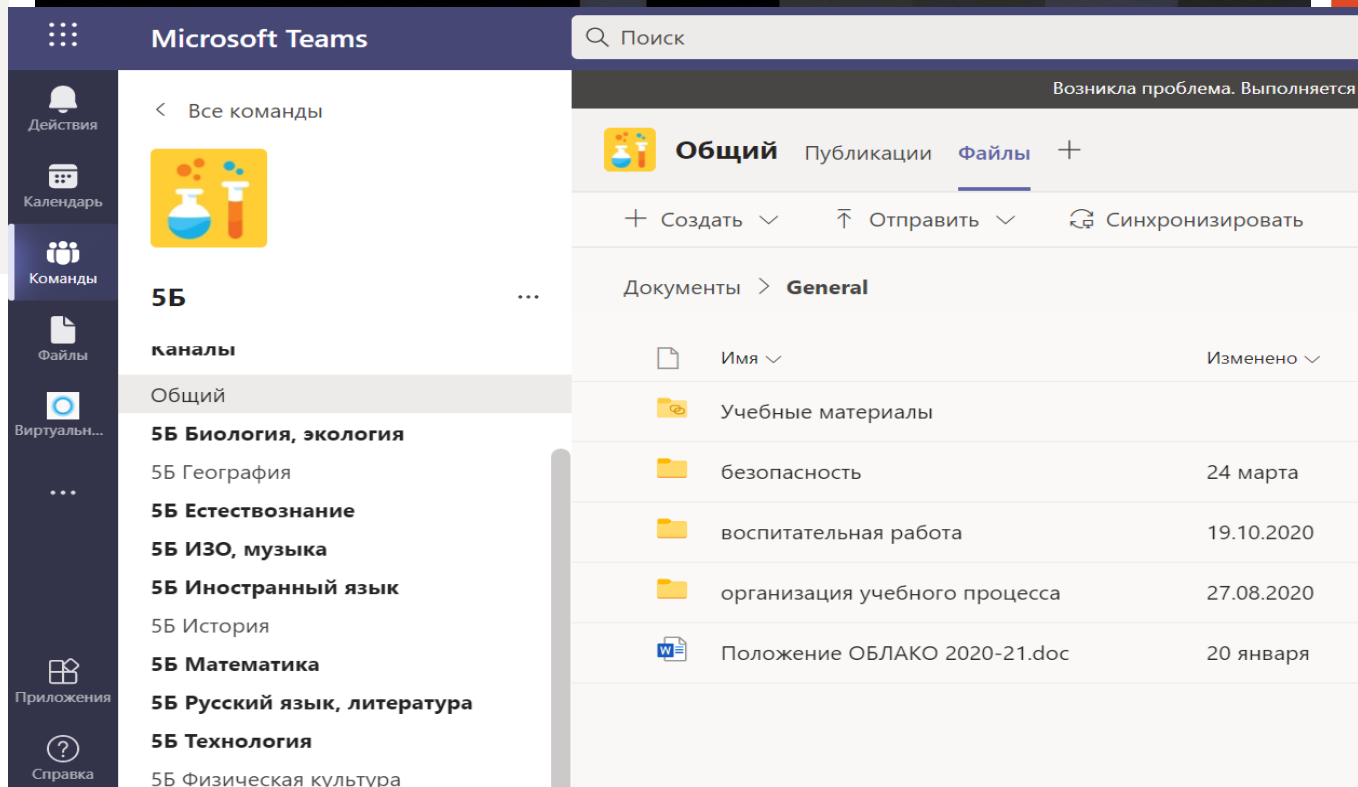 Microsoft Teams
Поиск
Возникла проблема. Выполняется
Действия
Календарь
Команды
Файлы
Виртуальн...
Приложения
Справка
Все команды
5Б
Каналы
Общий
5Б Биология, экология
5Б География
5Б Естествознание
5Б ИЗО, музыка
5Б Иностранный язык
5Б История
5Б Математика
5Б Русский язык, литература
5Б Технология
5Б Физическая культура
Общий Публикации Файлы
Создать Отправить Синхронизировать
Документы > General
Имя Изменено
Учебные материалы
безопасность 24 марта
воспитательная работа 19.10.2020
организация учебного процесса 27.08.2020
Положение ОБЛАКО 2020-21.doc 20 января